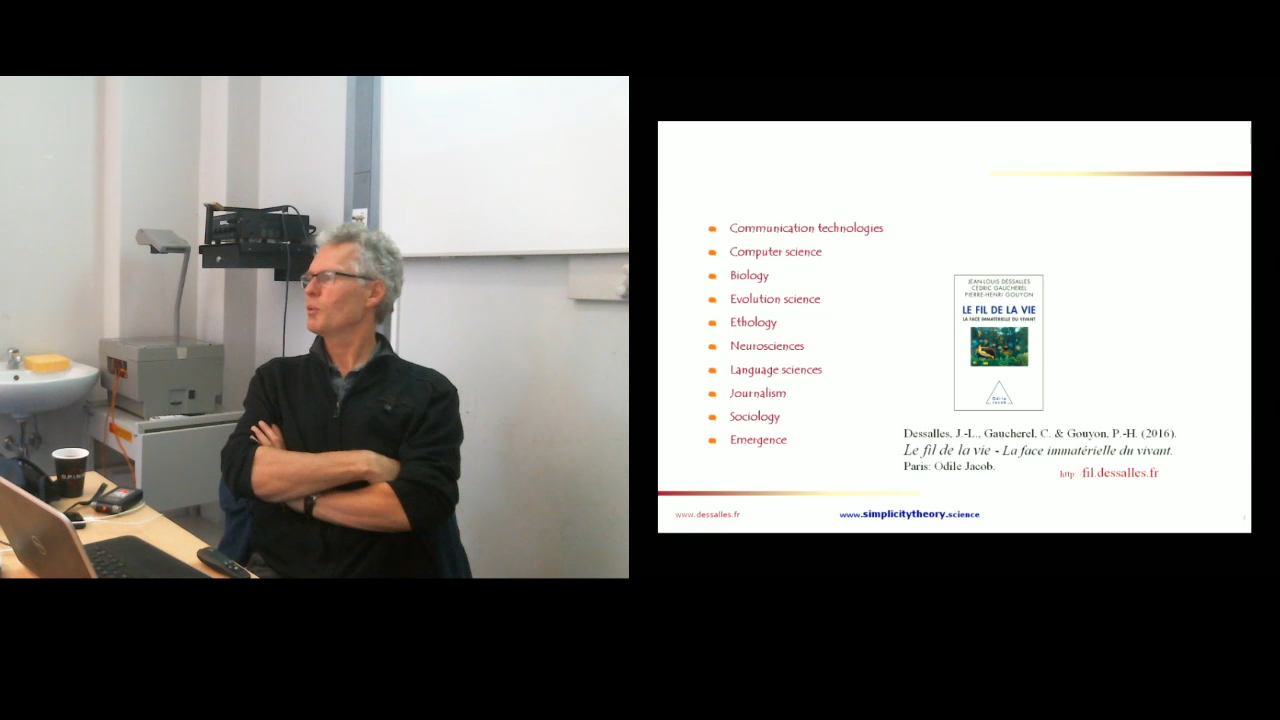 Communication technologies
Computer science
Biology
Evolution science
Ethology
Neurosciences
Language sciences
Journalism
Sociology
Emergence
JEAN-LOUIS DESSALLES
CÉDRIC GAUCHEREL
PIERRE-HENRI GOUYON
LE FIL DE LA VIE
LA FACE IMMATÉRIELLE DU VIVANT
Dessalles, J.-L., Gaucherel, C. & Gouyon, P.-H. (2016).
Le fil de la vie - La face immatérielle du vivant.
Paris: Odile Jacob.
http://fil.dessalles.fr
www.dessalles.fr
www.simplicitytheory.science